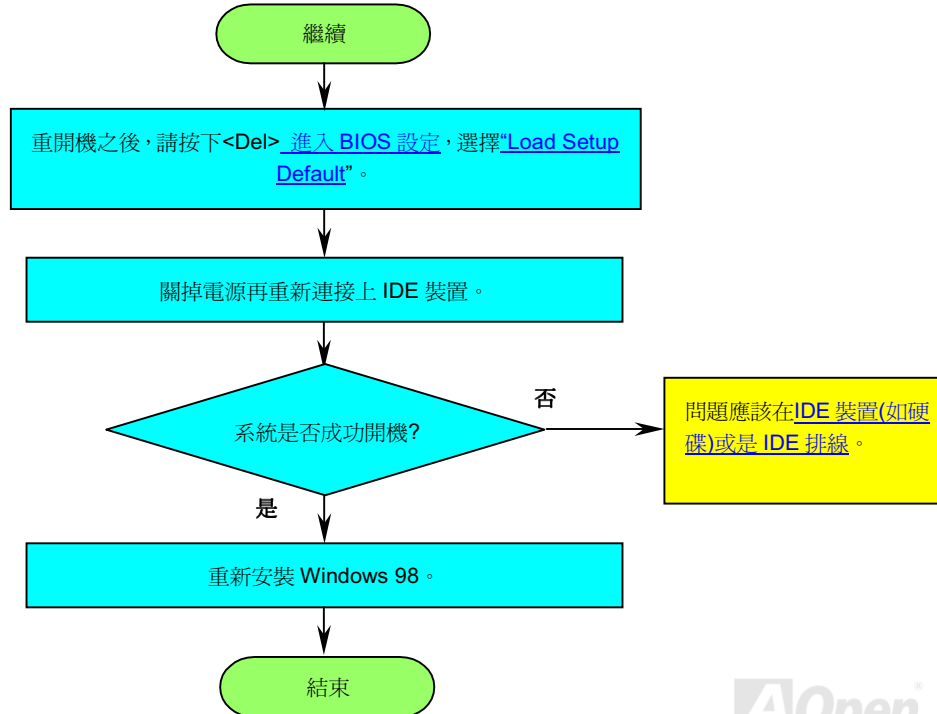 繼續
重開機之後，請按下<Del> 進入 BIOS 設定，選擇“Load Setup
Default”。
關掉電源再重新連接上 IDE 裝置。
系統是否成功開機?
否
問題應該在IDE 裝置(如硬
碟)或是 IDE 排線。
是
重新安裝 Windows 98。
結束
AOpen®